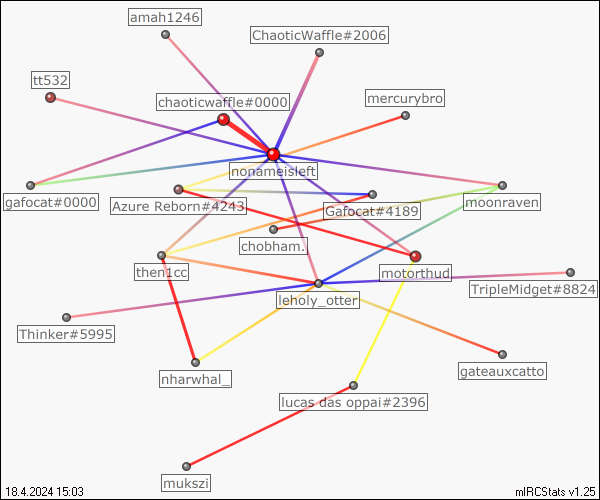 amah1246
ChaoticWaffle#2006
tt532
chaoticwaffle#0000
mercurybro
nonameisleft
gafocat#0000
Azure Reborn#4243
Gafocat#4189
moonraven
chobham.
then1cc
motorthud
leholy_otter
TripleMidget#8824
Thinker#5995
nharwhal_
gateauxcatto
lucas das oppai#2396
mukszi
18.4.2024 15:03
mIRCStats v1.25